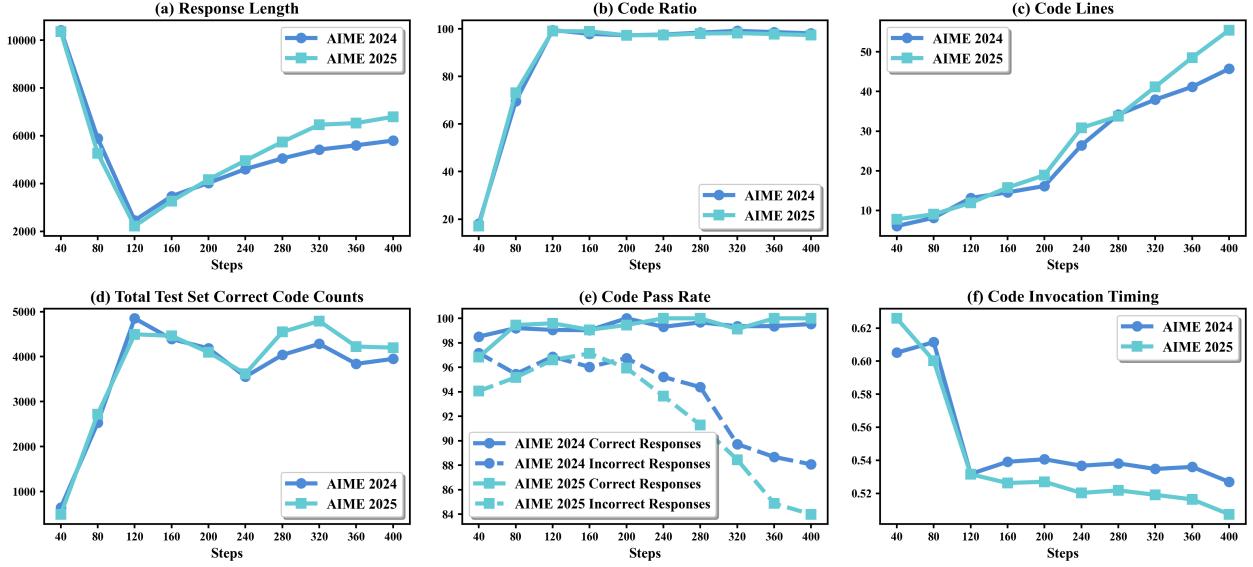 (a) Response Length
10000
8000
6000
4000
2000
AIME 2024
AIME 2025
40 80 120 160 200 240 280 320 360 400
Steps
(b) Code Ratio
100
80
60
40
20
AIME 2024
AIME 2025
40 80 120 160 200 240 280 320 360 400
Steps
(c) Code Lines
50
40
30
20
10
AIME 2024
AIME 2025
40 80 120 160 200 240 280 320 360 400
Steps
(d) Total Test Set Correct Code Counts
5000
4000
3000
2000
1000
AIME 2024
AIME 2025
40 80 120 160 200 240 280 320 360 400
Steps
(e) Code Pass Rate
100
98
96
94
92
90
88
86
84
AIME 2024 Correct Responses
AIME 2024 Incorrect Responses
AIME 2025 Correct Responses
AIME 2025 Incorrect Responses
40 80 120 160 200 240 280 320 360 400
Steps
(f) Code Invocation Timing
0.62
0.60
0.58
0.56
0.54
0.52
AIME 2024
AIME 2025
40 80 120 160 200 240 280 320 360 400
Steps